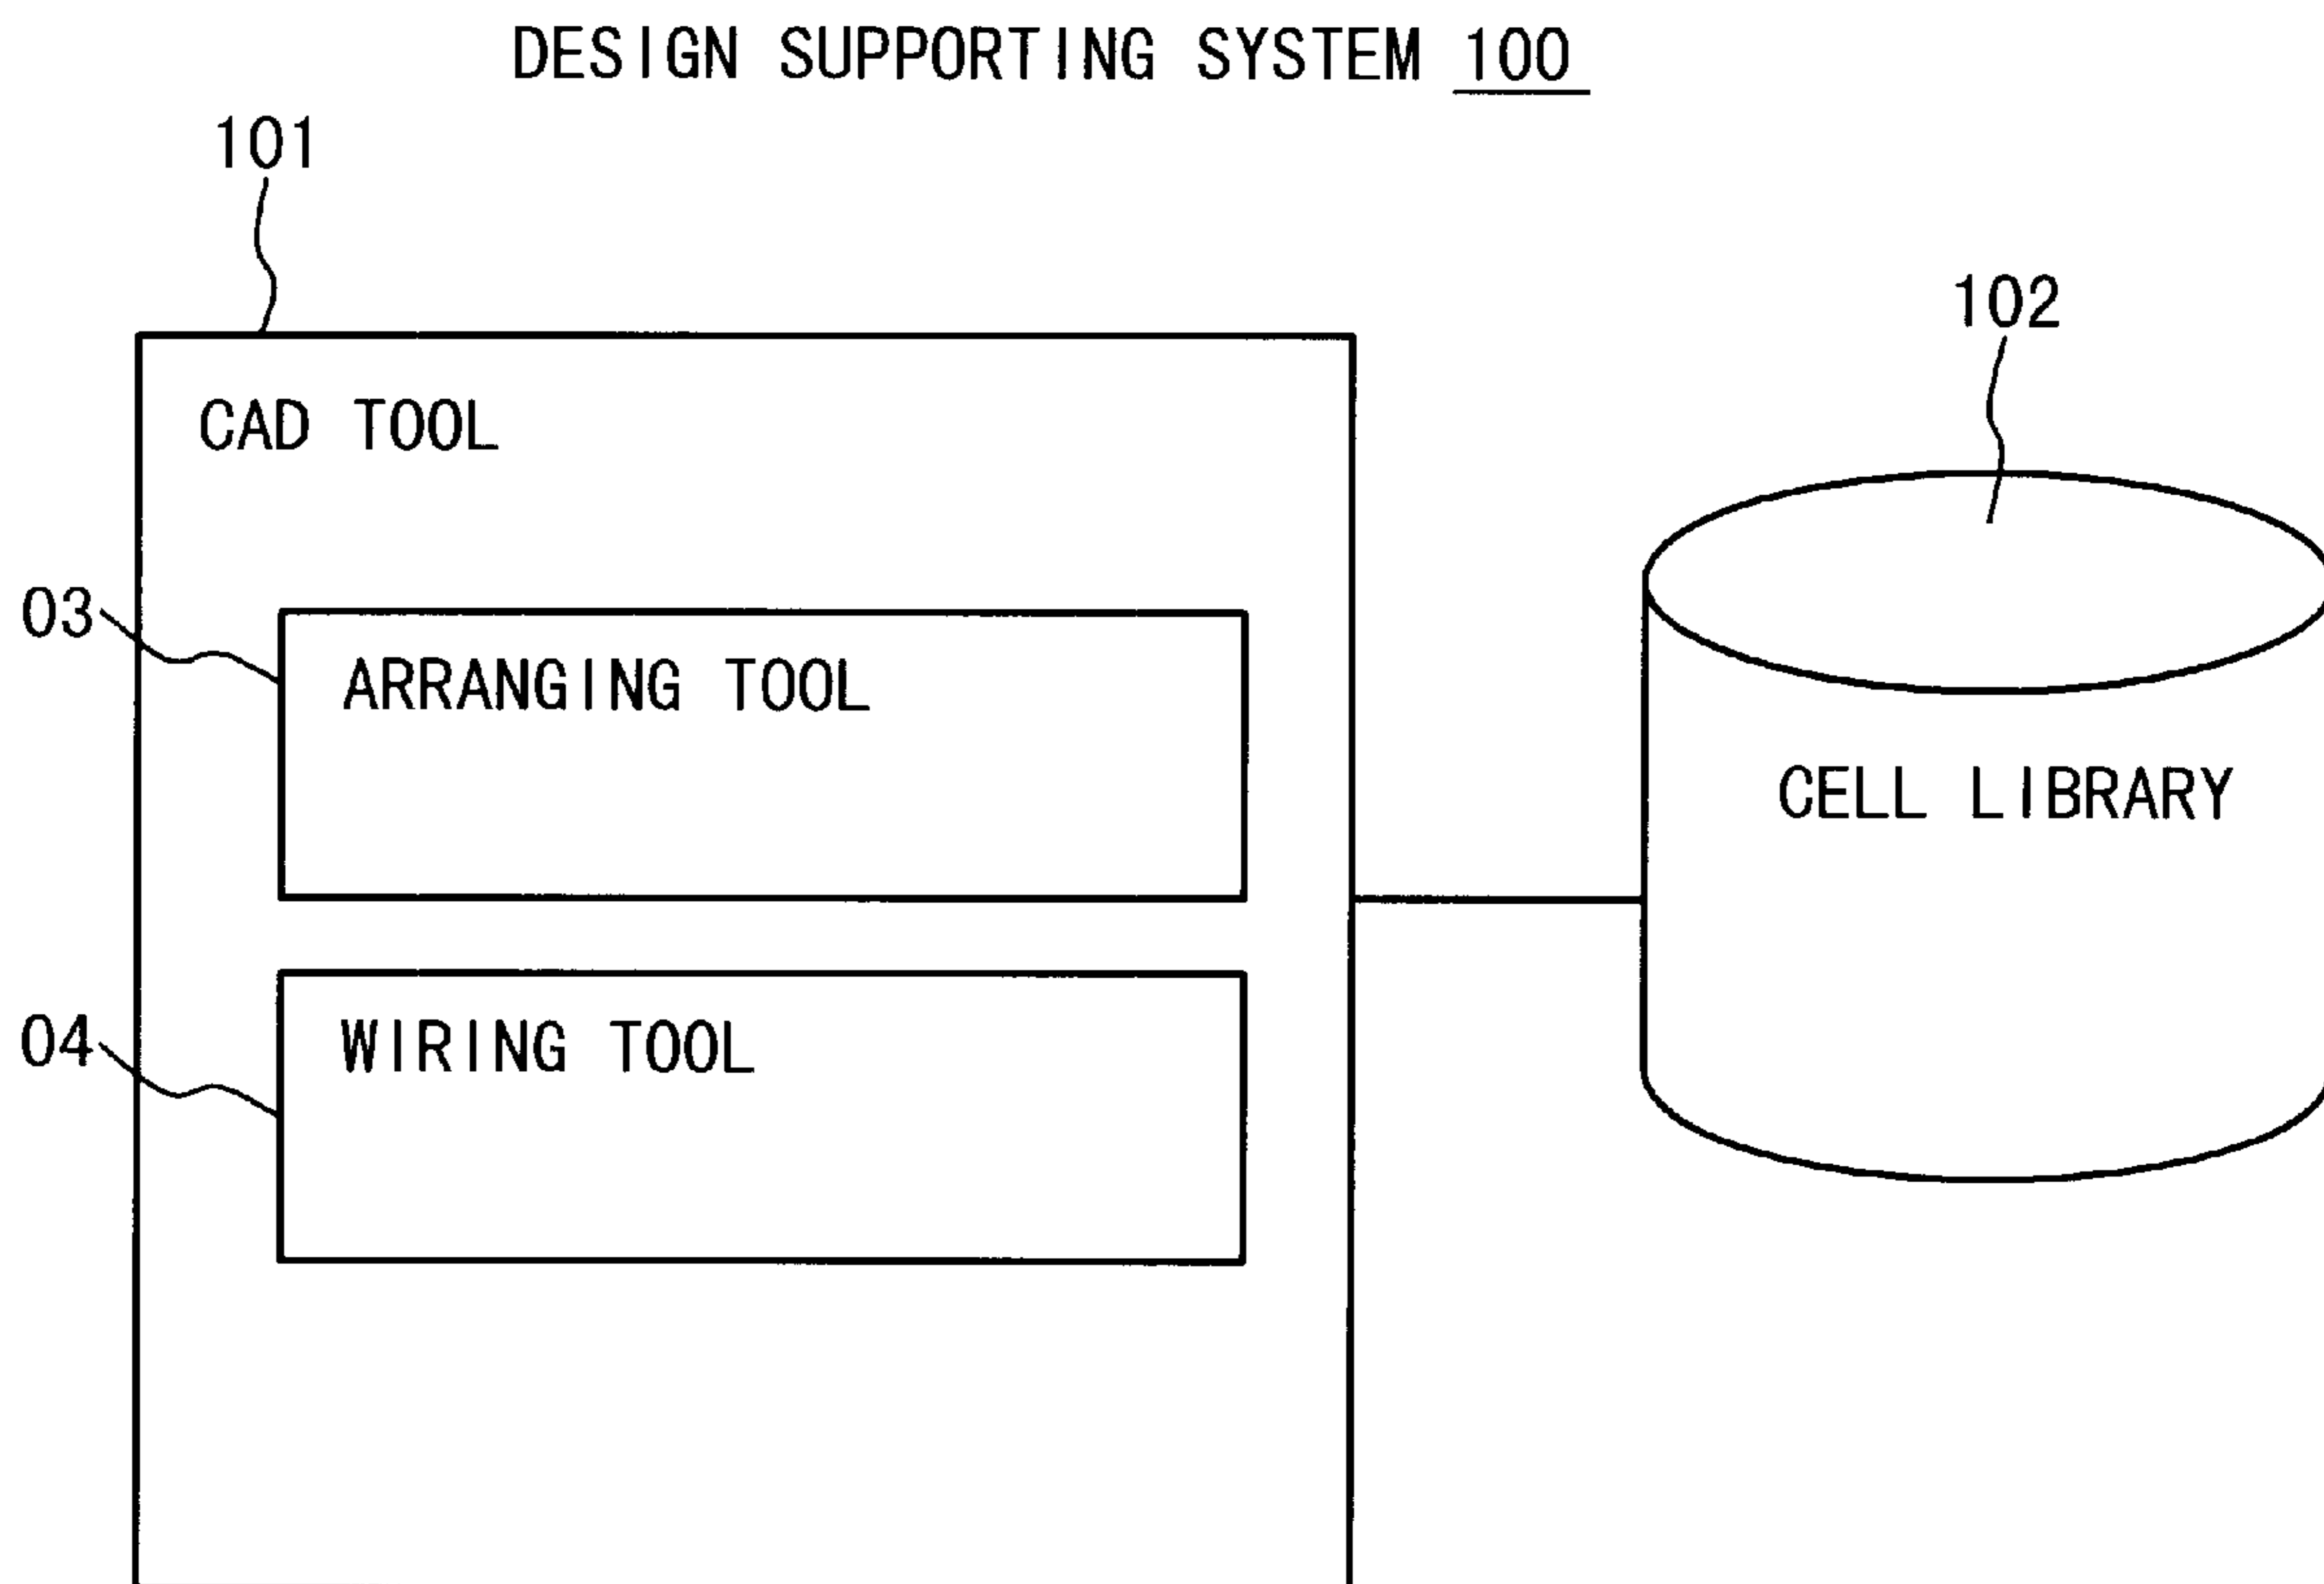 DESIGN SUPPORTING SYSTEM 100
101
102
CAD TOOL
03
ARRANGING TOOL
CELL LIBRARY
04
WIRING TOOL